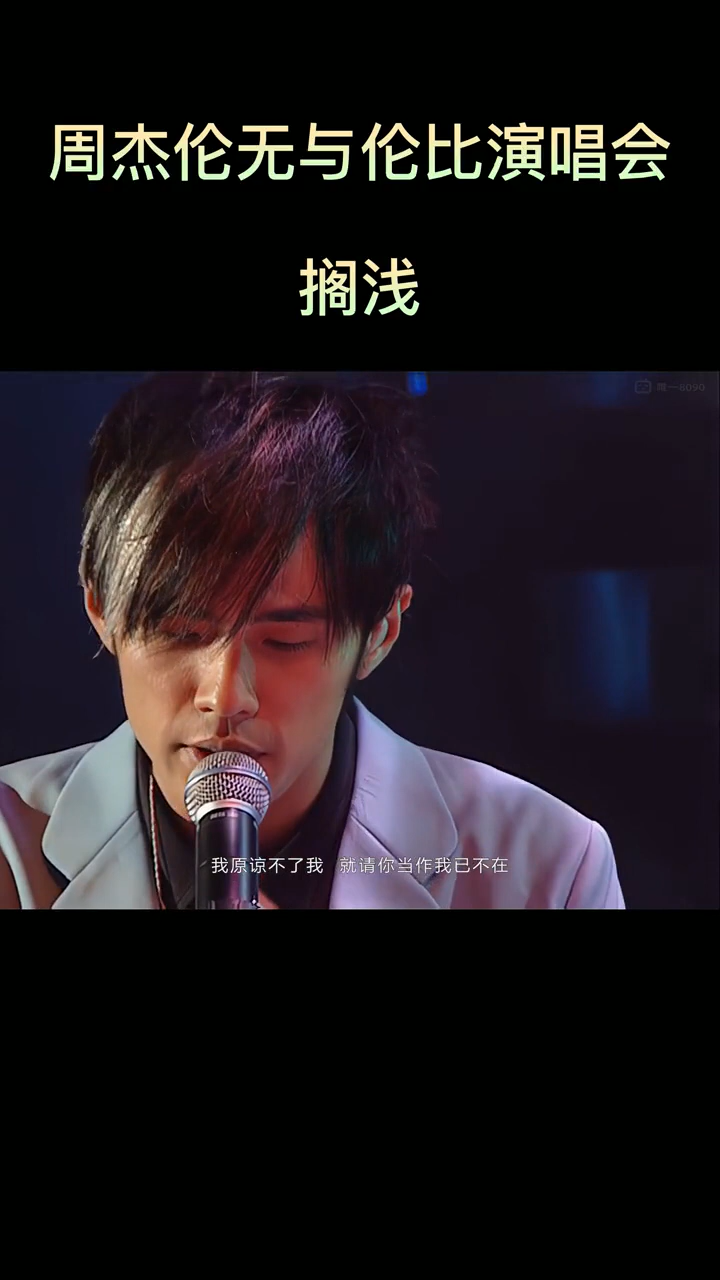 周杰伦无与伦比演唱会
搁浅
我原谅不了我 就请你当作我已不在